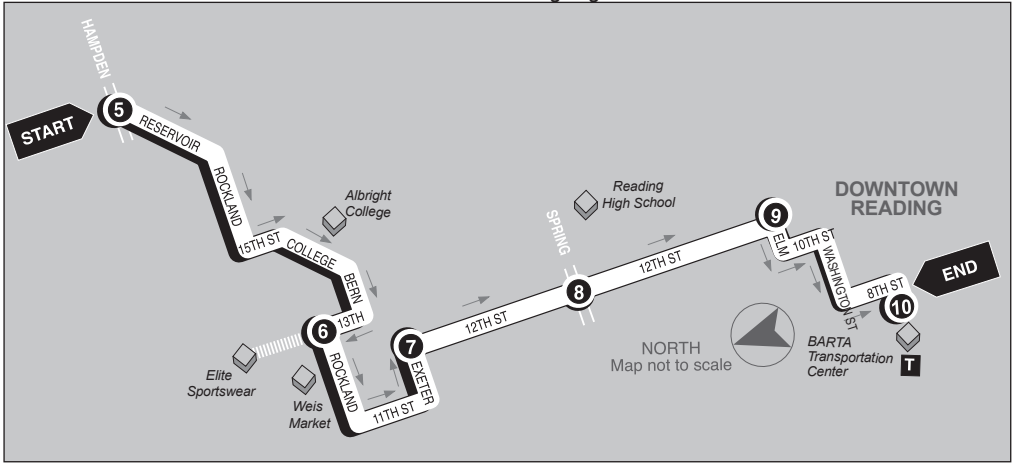 HAMPDEN
START
5
RESERVOIR
ROCKLAND
15TH ST
COLLEGE
Albright
College
BERN
13TH
6
Elite
Sportswear
Weis
Market
ROCKLAND
11TH ST
EXETER
7
12TH ST
SPRING
8
Reading
High School
12TH ST
9
ELM
10TH ST
WASHINGTON ST
8TH ST
10
DOWNTOWN
READING
END
NORTH
Map not to scale
BARTA
Transportation
Center
T